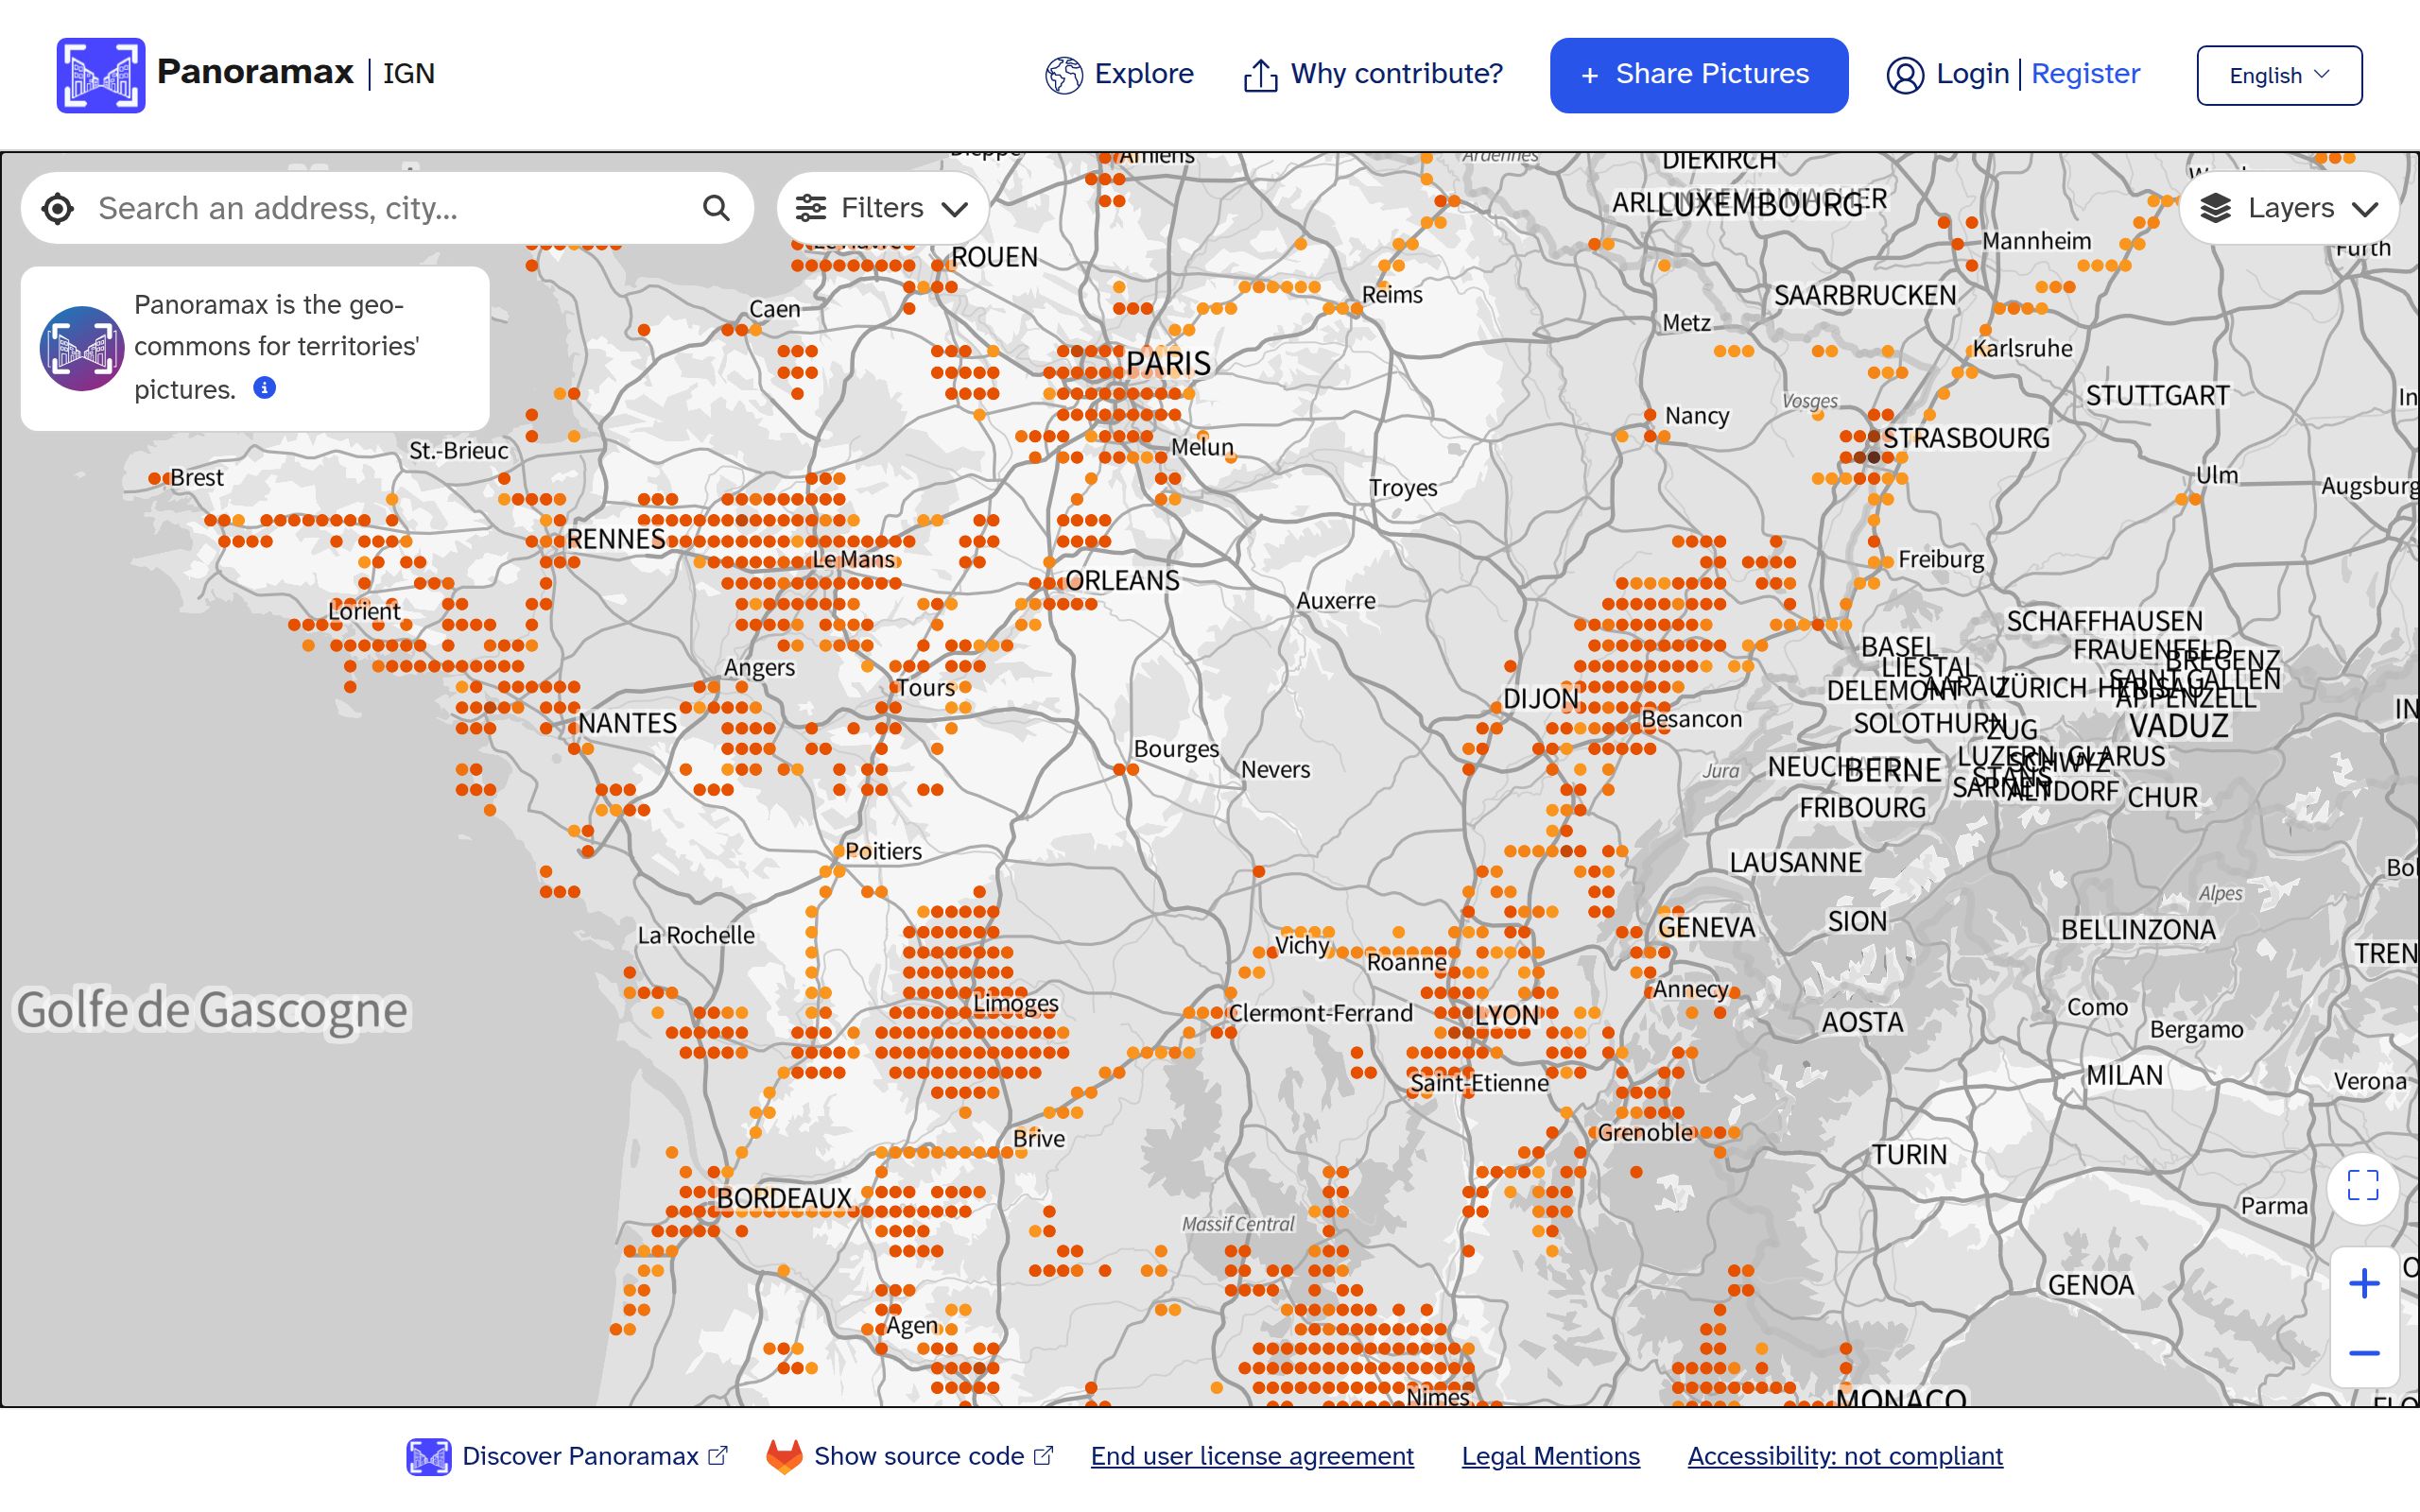 Panoramax | IGN
Explore
Why contribute?
+ Share Pictures
Login | Register
English
Search an address, city...
Filters
Layers
Panoramax is the geo-
commons for territories'
pictures.
Amiens
Ardennes
DIEKIRCH
LUXEMBOURG
ROUEN
Mannheim
Caen
Reims
SAARBRUCKEN
Metz
PARIS
Karlsruhe
STUTTGART
Vosges
Nancy
St.-Brieuc
Melun
STRASBOURG
Brest
Troyes
Ulm
Augsburg
RENNES
Le Mans
Freiburg
ORLEANS
Lorient
Auxerre
SCHAFFHAUSEN
BASEL
FRAUENFELD
LIESTAL
BREGENZ
Angers
Tours
DELEMONT
AARAU
ZÜRICH
HERISAU
SAINT GALLEN
APPENZELL
DIJON
Besancon
NANTES
SOLOTHURN
ZUG
VADUZ
Bourges
Nevers
Jura
NEUCHATEL
BERNE
LUZERN
GLARUS
SCHWYZ
STANS
SARNEN
ALTDORF
CHUR
FRIBOURG
Poitiers
LAUSANNE
Alpes
La Rochelle
Vichy
Roanne
GENEVA
SION
BELLINZONA
Golfe de Gascogne
Limoges
Clermont-Ferrand
LYON
Annecy
AOSTA
Como
Bergamo
Saint-Etienne
MILAN
Verona
Brive
Grenoble
TURIN
BORDEAUX
Massif Central
Parma
GENOA
Agen
Nimes
MONACO
Discover Panoramax
Show source code
End user license agreement
Legal Mentions
Accessibility: not compliant